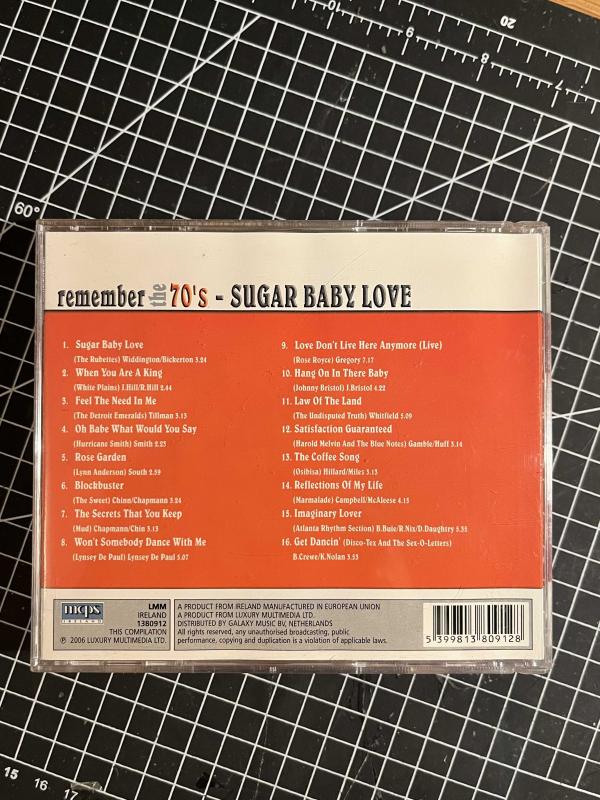 20
9
8
7
60°
remember the 70's - SUGAR BABY LOVE
1. Sugar Baby Love
(The Rubettes) Widdington/Bickerton 3.24
2. When You Are A King
(White Plains) J.Hill/R.Hill 2.44
3. Feel The Need In Me
(The Detroit Emeralds) Tillman 3.13
4. Oh Babe What Would You Say
(Hurricane Smith) Smith 2.23
5. Rose Garden
(Lynn Anderson) South 2.59
6. Blockbuster
(The Sweet) Chinn/Chapmann 3.24
7. The Secrets That You Keep
(Mud) Chapmann/Chin 3.13
8. Won't Somebody Dance With Me
(Lynsey De Paul) Lynsey De Paul 5.07
9. Love Don't Live Here Anymore (Live)
(Rose Royce) Gregory 7.17
10. Hang On In There Baby
(Johnny Bristol) J.Bristol 4.22
11. Law Of The Land
(The Undisputed Truth) Whitfield 5.09
12. Satisfaction Guaranteed
(Harold Melvin And The Blue Notes) Gamble/Huff 3.14
13. The Coffee Song
(Osibisa) Hillard/Miles 3.13
14. Reflections Of My Life
(Marmalade) Campbell/McAleese 4.15
15. Imaginary Lover
(Atlanta Rhythm Section) B.Buie/R.Nix/D.Daughtry 5.35
16. Get Dancin' (Disco-Tex And The Sex-O-Letters)
B.Crewe/K.Nolan 3.53
mcps
IRELAND
LMM
IRELAND
1380912
THIS COMPILATION
℗ 2006 LUXURY MULTIMEDIA LTD.
A PRODUCT FROM IRELAND MANUFACTURED IN EUROPEAN UNION
A PRODUCT FROM LUXURY MULTIMEDIA LTD.
DISTRIBUTED BY GALAXY MUSIC BV, NETHERLANDS
All rights reserved, any unauthorised broadcasting, public
performance, copying and duplication is a violation of applicable laws.
5 399813 809128
15
16
17